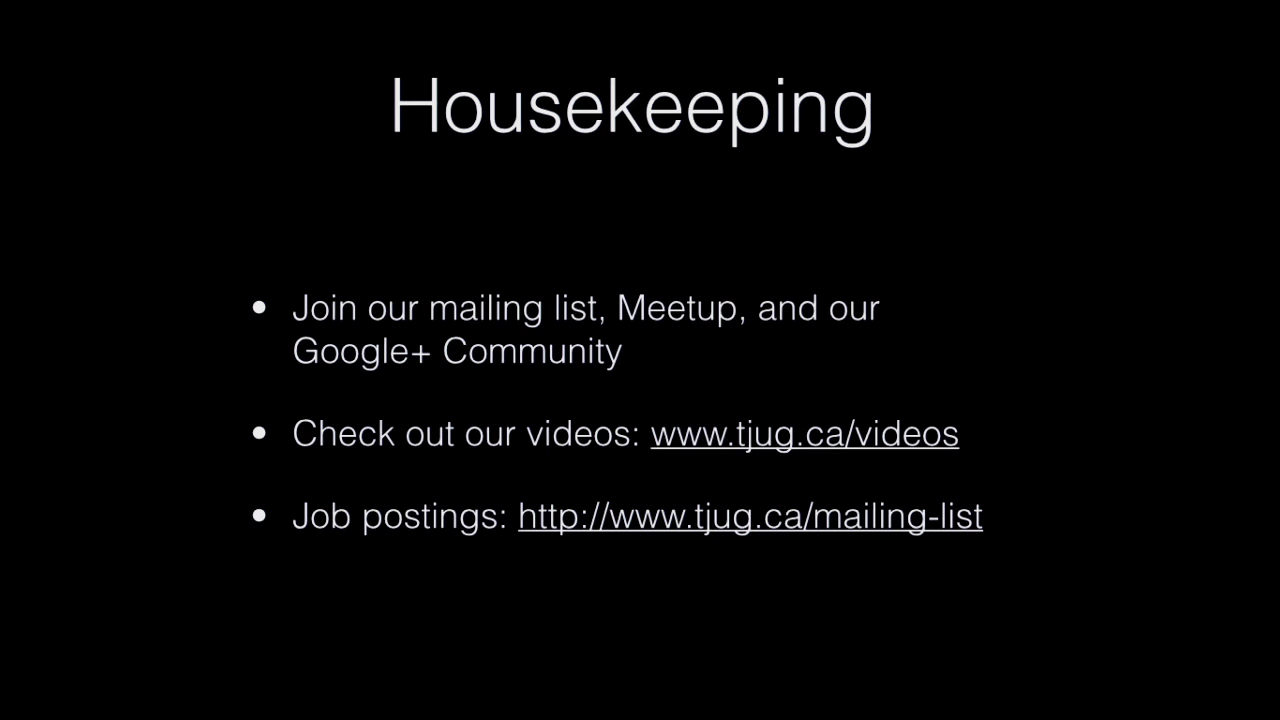 Housekeeping
• Join our mailing list, Meetup, and our
Google+ Community
• Check out our videos: www.tjug.ca/videos
• Job postings: http://www.tjug.ca/mailing-list